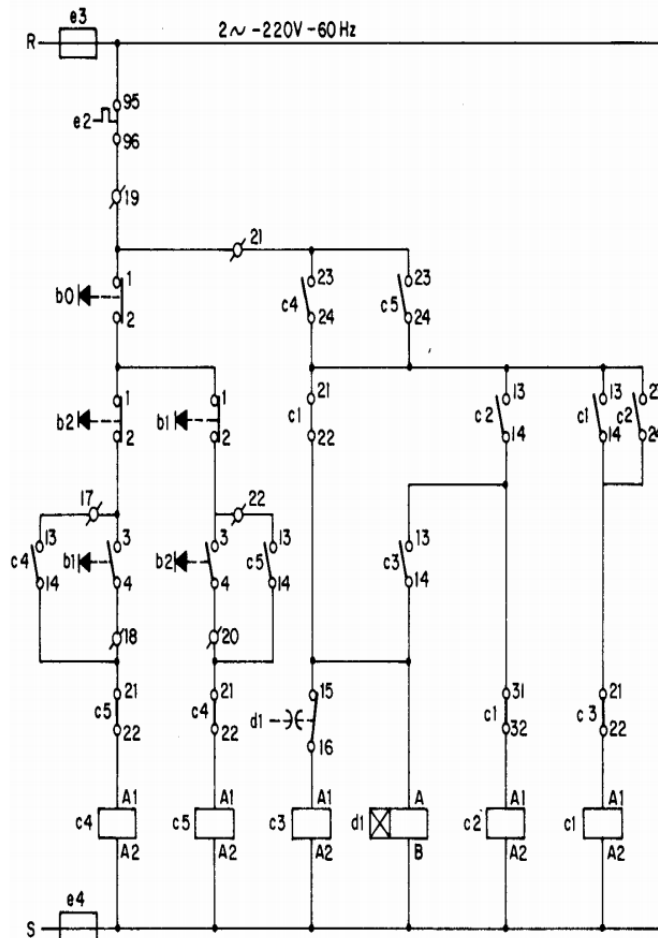 e3
R
2~ -220V-60Hz
95
e2
96
19
21
1
b0
2
23
c4
24
23
c5
24
1
b2
2
1
b1
2
21
c1
22
13
c2
14
13
c1
14
c2
17
22
13
c4
14
3
b1
4
3
b2
4
13
c5
14
13
c3
14
18
20
21
c5
22
21
c4
22
15
d1
16
31
c1
32
21
c3
22
A1
c4
A2
A1
c5
A2
A1
c3
A2
A
d1
B
A1
c2
A2
A1
c1
A2
S
e4